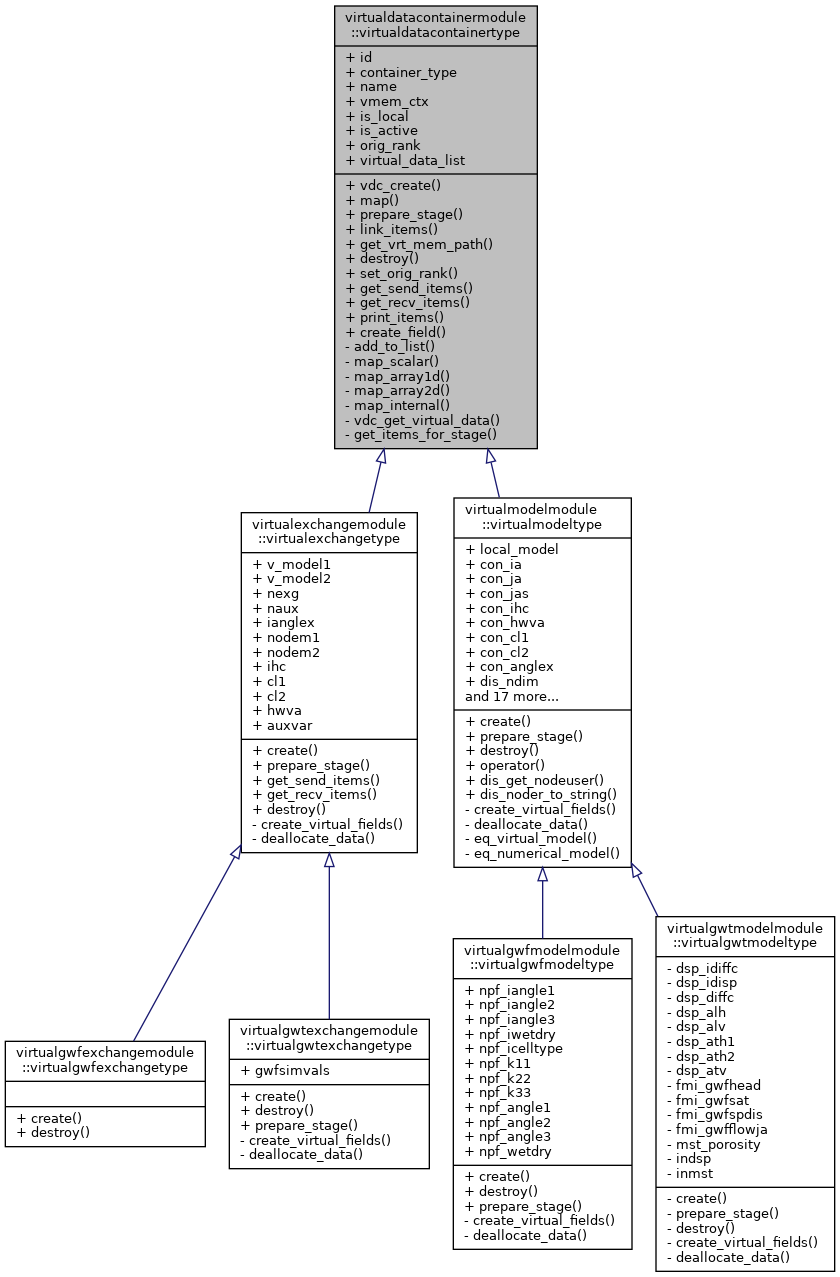 virtualdatacontainermodule
::virtualdatacontainertype
+ id
+ container_type
+ name
+ vmem_ctx
+ is_local
+ is_active
+ orig_rank
+ virtual_data_list
+ vdc_create()
+ map()
+ prepare_stage()
+ link_items()
+ get_vrt_mem_path()
+ destroy()
+ set_orig_rank()
+ get_send_items()
+ get_recv_items()
+ print_items()
+ create_field()
- add_to_list()
- map_scalar()
- map_array1d()
- map_array2d()
- map_internal()
- vdc_get_virtual_data()
- get_items_for_stage()
virtualexchangemodule
::virtualexchangetype
+ v_model1
+ v_model2
+ nexg
+ naux
+ ianglex
+ nodem1
+ nodem2
+ ihc
+ cl1
+ cl2
+ hwva
+ auxvar
+ create()
+ prepare_stage()
+ get_send_items()
+ get_recv_items()
+ destroy()
- create_virtual_fields()
- deallocate_data()
virtualmodelmodule
::virtualmodeltype
+ local_model
+ con_ia
+ con_ja
+ con_jas
+ con_ihc
+ con_hwva
+ con_cl1
+ con_cl2
+ con_anglex
+ dis_ndim
and 17 more...
+ create()
+ prepare_stage()
+ destroy()
+ operator()
+ dis_get_nodeuser()
+ dis_noder_to_string()
- create_virtual_fields()
- deallocate_data()
- eq_virtual_model()
- eq_numerical_model()
virtualgwfexchangemodule
::virtualgwfexchangetype
+ create()
+ destroy()
virtualgwtexchangemodule
::virtualgwtexchangetype
+ gwfsimvals
+ create()
+ destroy()
+ prepare_stage()
- create_virtual_fields()
- deallocate_data()
virtualgwfmodelmodule
::virtualgwfmodeltype
+ npf_iangle1
+ npf_iangle2
+ npf_iangle3
+ npf_iwetdry
+ npf_icelltype
+ npf_k11
+ npf_k22
+ npf_k33
+ npf_angle1
+ npf_angle2
+ npf_angle3
+ npf_wetdry
+ create()
+ destroy()
+ prepare_stage()
- create_virtual_fields()
- deallocate_data()
virtualgwtmodelmodule
::virtualgwtmodeltype
- dsp_idiffc
- dsp_idisp
- dsp_diffc
- dsp_alh
- dsp_alv
- dsp_ath1
- dsp_ath2
- dsp_atv
- fmi_gwfhead
- fmi_gwfsat
- fmi_gwfspdis
- fmi_gwfflowja
- mst_porosity
- indsp
- inmst
- create()
- prepare_stage()
- destroy()
- create_virtual_fields()
- deallocate_data()